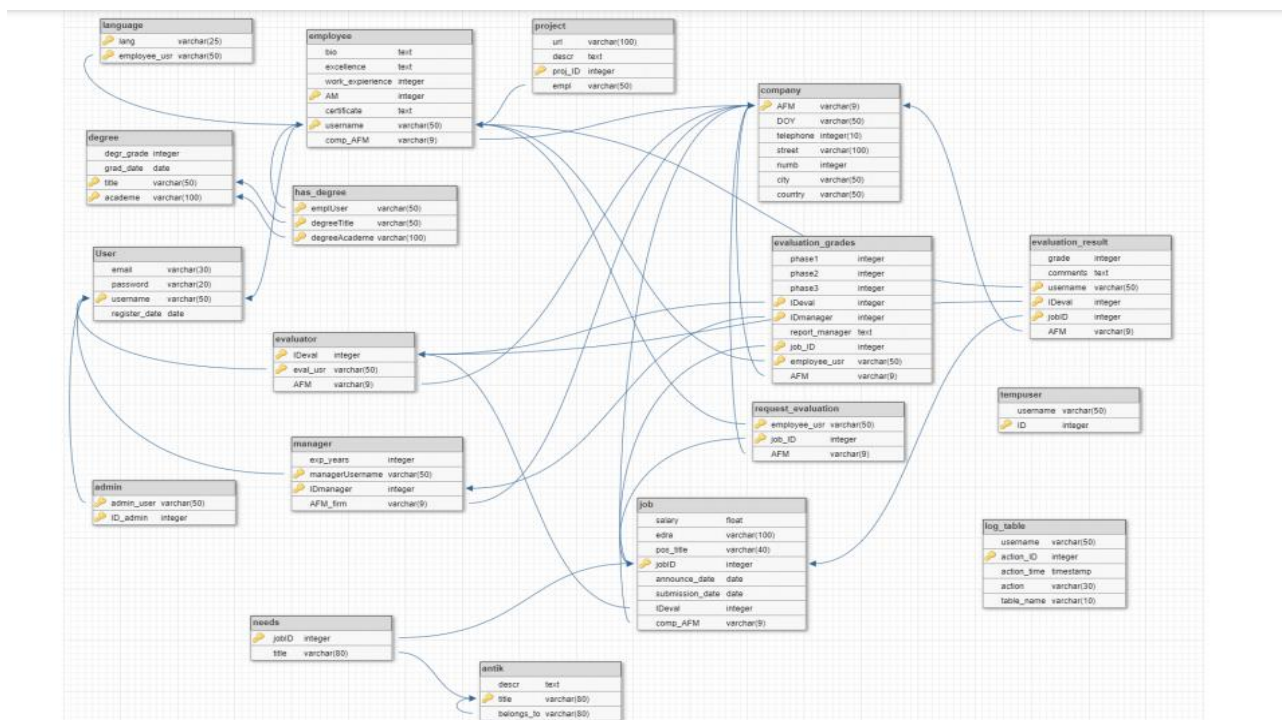 language
lang varchar(25)
employee_usr varchar(50)
employee
bio text
excellence text
work_expierience integer
AM integer
certificate text
username varchar(50)
comp_AFM varchar(9)
project
url varchar(100)
descr text
proj_ID integer
empl varchar(50)
company
AFM varchar(9)
DOY varchar(50)
telephone integer(10)
street varchar(100)
numb integer
city varchar(50)
country varchar(50)
degree
degr_grade integer
grad_date date
title varchar(50)
academe varchar(100)
has_degree
emplUser varchar(50)
degreeTitle varchar(50)
degreeAcademe varchar(100)
User
email varchar(30)
password varchar(20)
username varchar(50)
register_date date
evaluation_grades
phase1 integer
phase2 integer
phase3 integer
IDeval integer
IDmanager integer
report_manager text
job_ID integer
employee_usr varchar(50)
AFM varchar(9)
evaluation_result
grade integer
comments text
username varchar(50)
IDeval integer
jobID integer
AFM varchar(9)
evaluator
IDeval integer
eval_usr varchar(50)
AFM varchar(9)
tempuser
username varchar(50)
ID integer
request_evaluation
employee_usr varchar(50)
job_ID integer
AFM varchar(9)
manager
exp_years integer
managerUsername varchar(50)
IDmanager integer
AFM_firm varchar(9)
admin
admin_user varchar(50)
ID_admin integer
job
salary float
edra varchar(100)
pos_title varchar(40)
jobID integer
announce_date date
submission_date date
IDeval integer
comp_AFM varchar(9)
log_table
username varchar(50)
action_ID integer
action_time timestamp
action varchar(30)
table_name varchar(10)
needs
jobID integer
title varchar(80)
antik
descr text
title varchar(80)
belongs_to varchar(80)